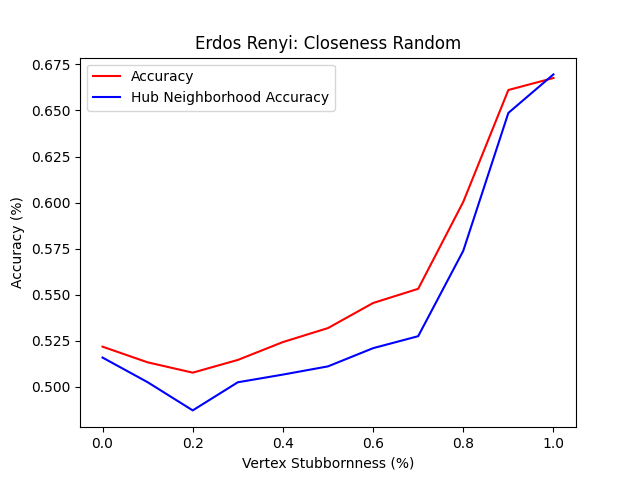 Erdos Renyi: Closeness Random
Accuracy
Hub Neighborhood Accuracy
Accuracy (%)
0.675
0.650
0.625
0.600
0.575
0.550
0.525
0.500
0.0 0.2 0.4 0.6 0.8 1.0
Vertex Stubbornness (%)